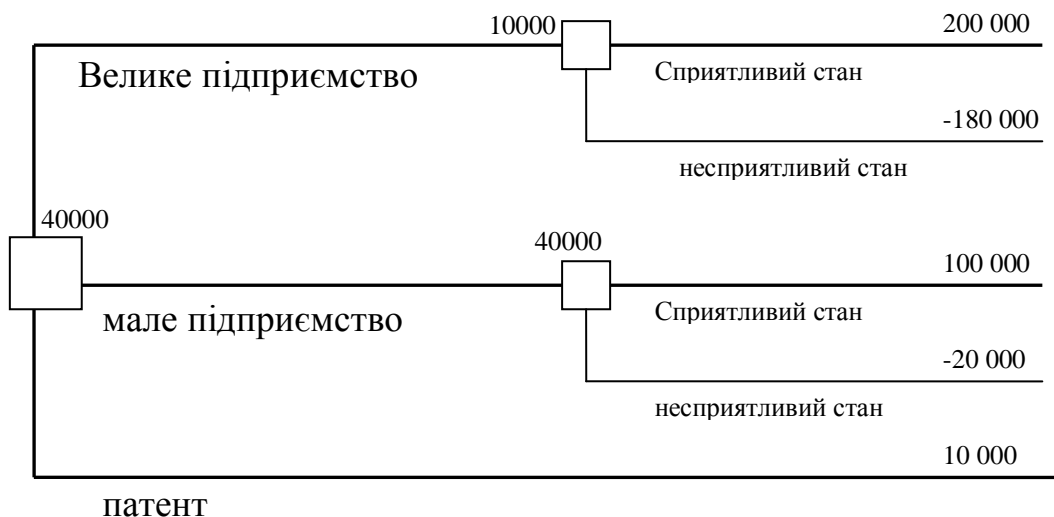 10000
200 000
Велике підприємство
Сприятливий стан
-180 000
несприятливий стан
40000
40000
100 000
мале підприємство
Сприятливий стан
-20 000
несприятливий стан
10 000
патент